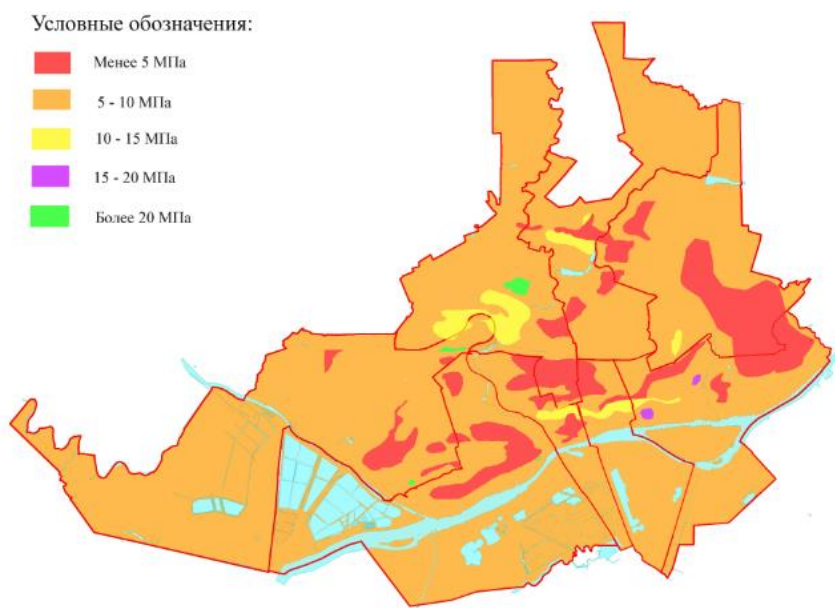 Условные обозначения:
Менее 5 МПа
5 - 10 МПа
10 - 15 МПа
15 - 20 МПа
Более 20 МПа